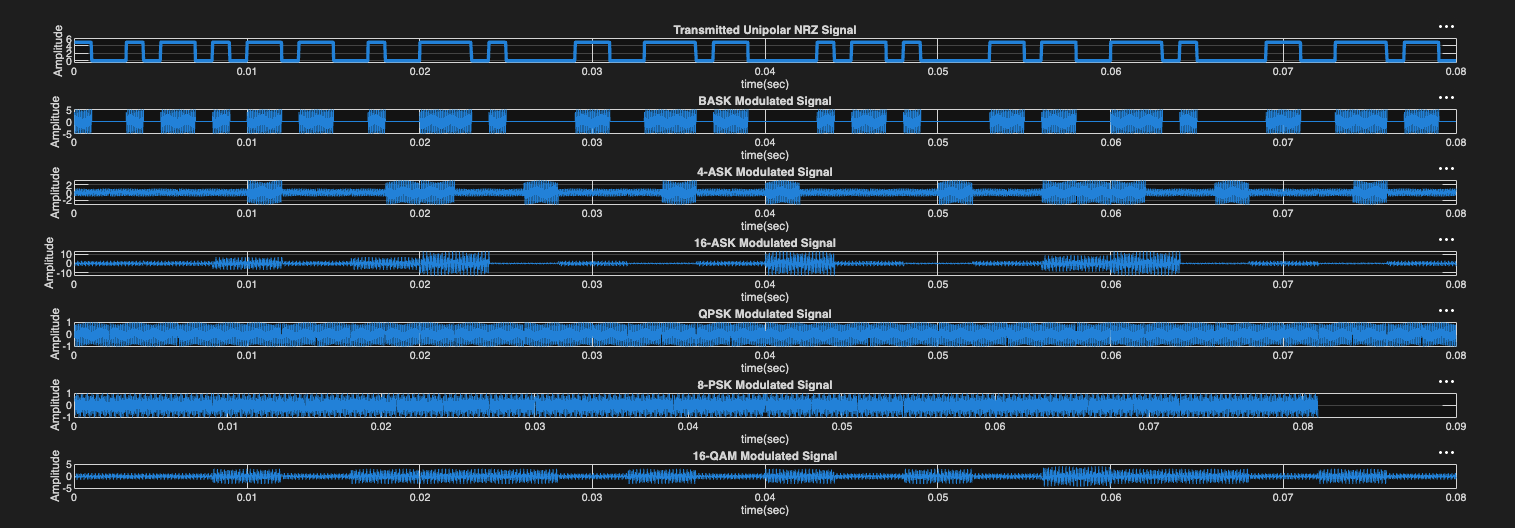 Transmitted Unipolar NRZ Signal
Amplitude
6
4
2
0
0 0.01 0.02 0.03 0.04 0.05 0.06 0.07 0.08
time(sec)
BASK Modulated Signal
Amplitude
5
0
-5
0 0.01 0.02 0.03 0.04 0.05 0.06 0.07 0.08
time(sec)
4-ASK Modulated Signal
Amplitude
2
0
-2
0 0.01 0.02 0.03 0.04 0.05 0.06 0.07 0.08
time(sec)
16-ASK Modulated Signal
Amplitude
10
0
-10
0 0.01 0.02 0.03 0.04 0.05 0.06 0.07 0.08
time(sec)
QPSK Modulated Signal
Amplitude
1
0
-1
0 0.01 0.02 0.03 0.04 0.05 0.06 0.07 0.08
time(sec)
8-PSK Modulated Signal
Amplitude
1
0
-1
0 0.01 0.02 0.03 0.04 0.05 0.06 0.07 0.08 0.09
time(sec)
16-QAM Modulated Signal
Amplitude
5
0
-5
0 0.01 0.02 0.03 0.04 0.05 0.06 0.07 0.08
time(sec)